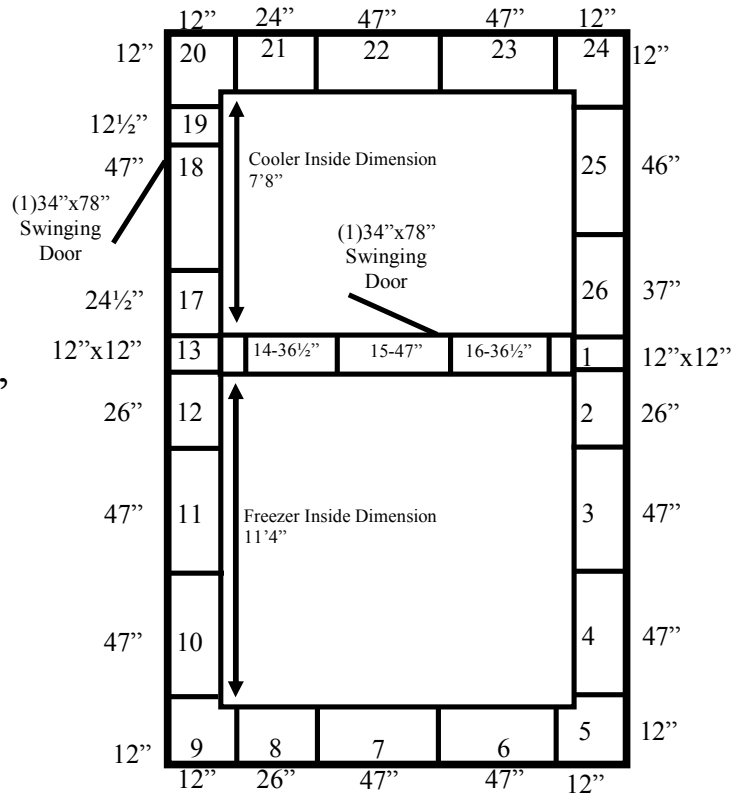 12” 24” 47” 47” 12”
12” 20 21 22 23 24 12”
12½” 19
47” 18 Cooler Inside Dimension 25 46”
7’8”
(1)34”x78”
Swinging
Door
(1)34”x78”
Swinging
Door
24½” 17 26 37”
12”x12” 13 14-36½” 15-47” 16-36½” 1 12”x12”
’
26” 12 2 26”
47” 11 Freezer Inside Dimension 3 47”
11’4”
47” 10 4 47”
12” 9 8 7 6 5 12”
12” 26” 47” 47” 12”